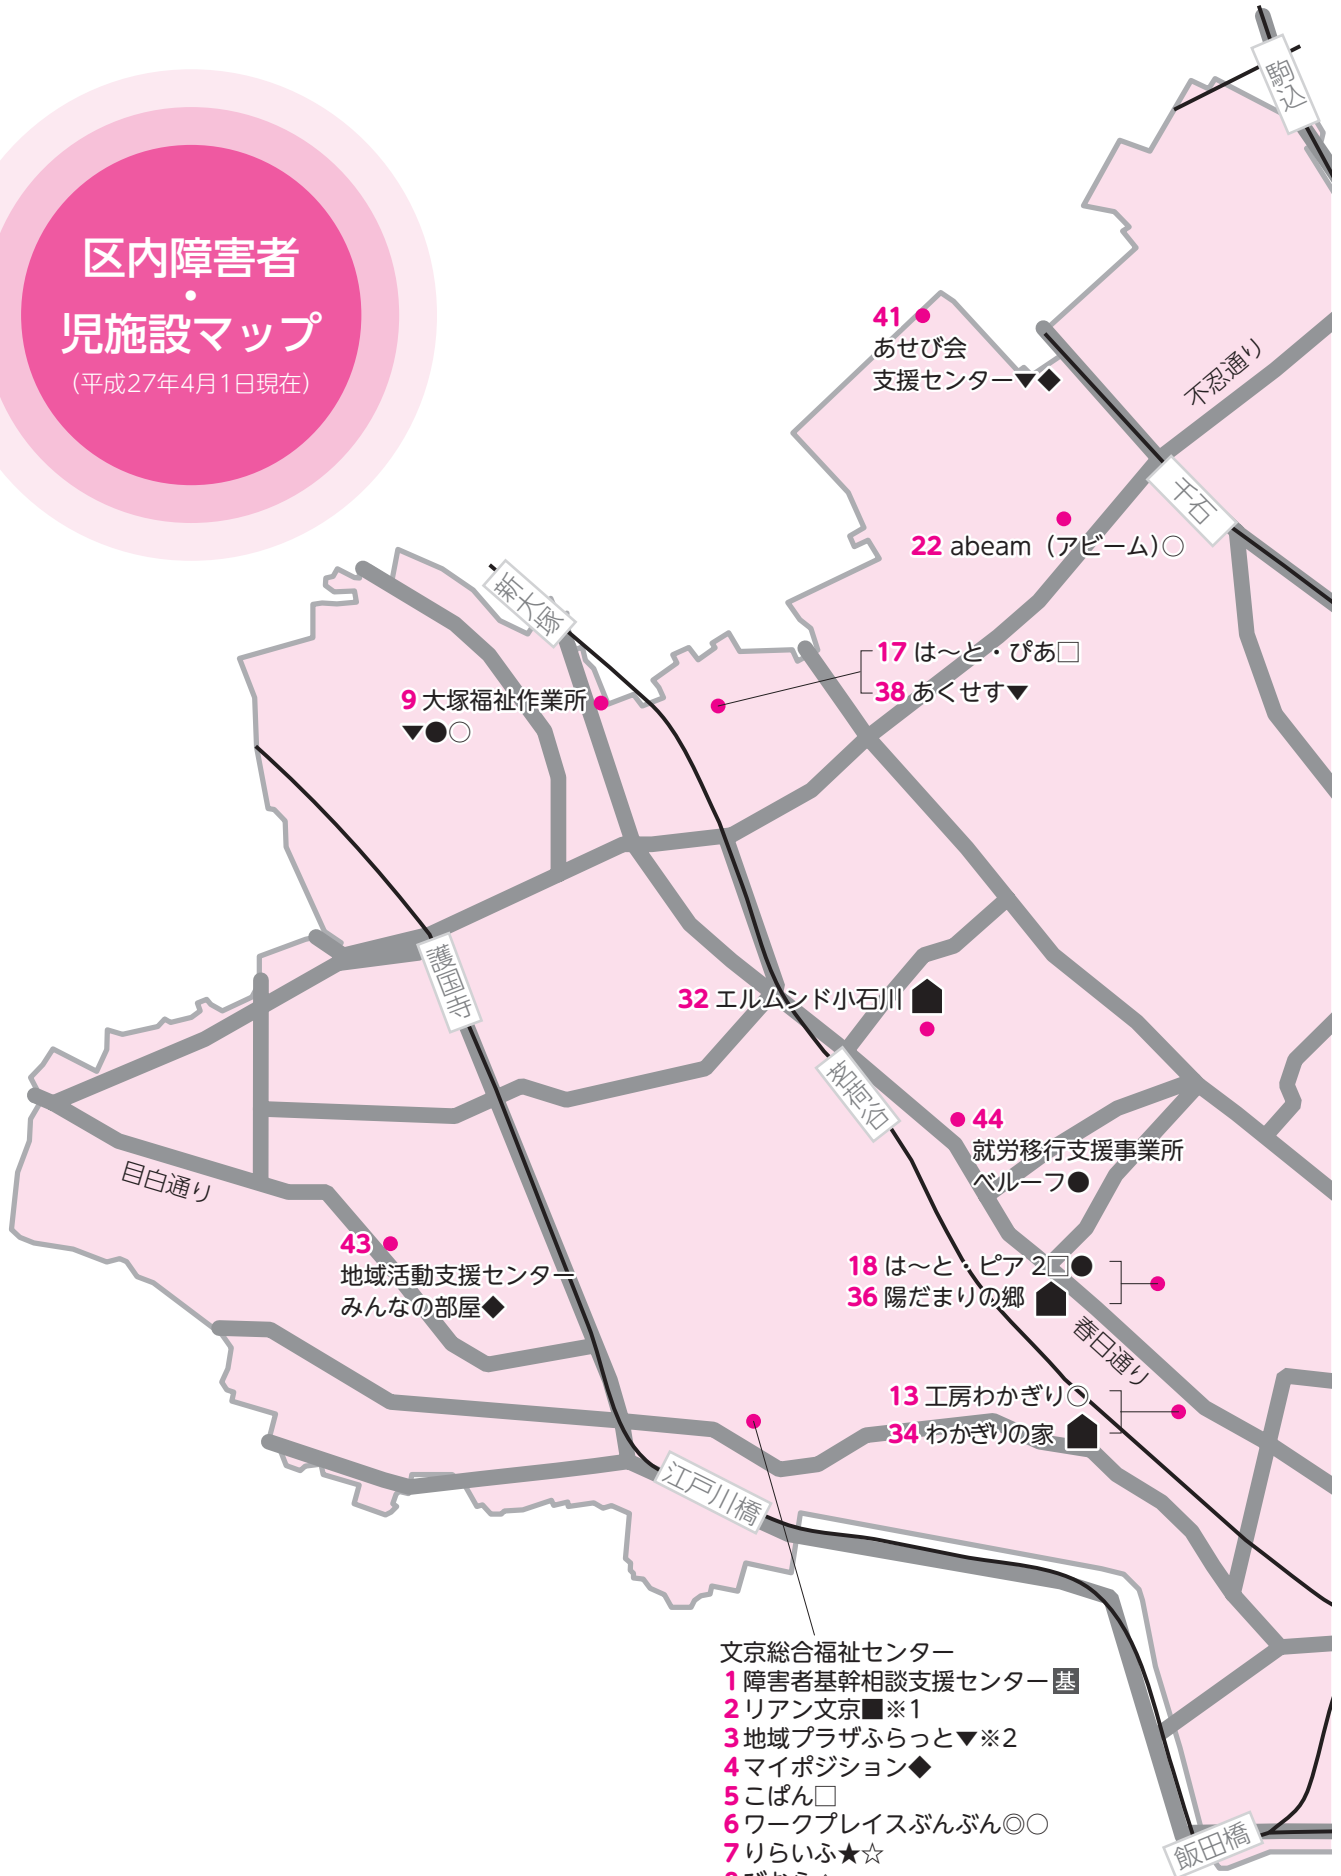 区内障害者
・
児施設マップ
（平成27年4月1日現在）
駒込
41
あせび会
支援センター▼◆
不忍通り
千石
22 abeam（アビーム）○
新大塚
17 は～と・ぴあ□
38 あくせす▼
9 大塚福祉作業所
▼●○
護国寺
32 エルムンド小石川
茗荷谷
44
就労移行支援事業所
ベルーフ●
目白通り
43
地域活動支援センター
みんなの部屋◆
18 は～と・ピア 2□●
36 陽だまりの郷
春日通り
13 工房わかぎり○
34 わかぎりの家
江戸川橋
文京総合福祉センター
1 障害者基幹相談支援センター 基
2 リアン文京■※1
3 地域プラザふらっと▼※2
4 マイポジション◆
5 こぱん□
6 ワークプレイスぶんぶん◎○
7 りらいふ★☆
飯田橋